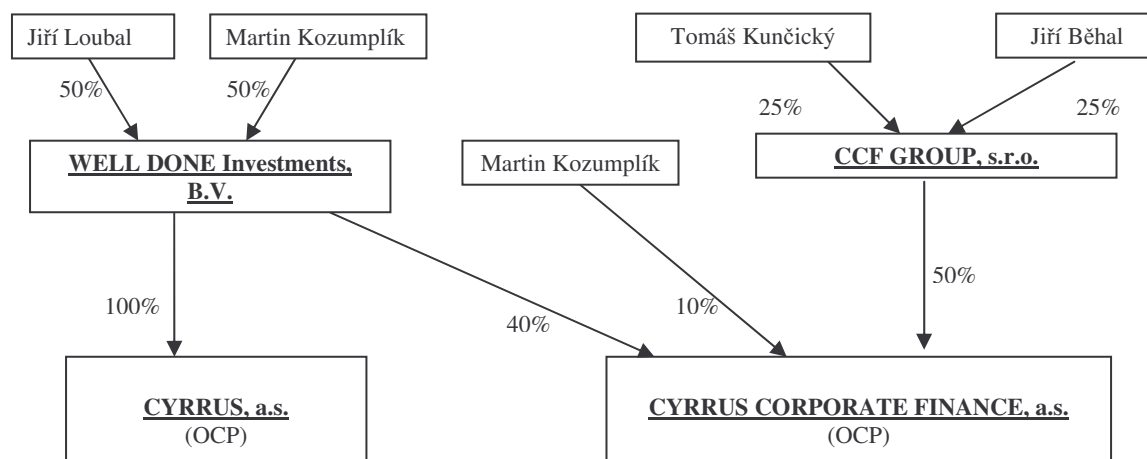 Jiří Loubal
Martin Kozumplík
Tomáš Kunčický
Jiří Běhal
50%
50%
25%
25%
WELL DONE Investments,
B.V.
Martin Kozumplík
CCF GROUP, s.r.o.
100%
40%
10%
50%
CYRRUS, a.s.
(OCP)
CYRRUS CORPORATE FINANCE, a.s.
(OCP)